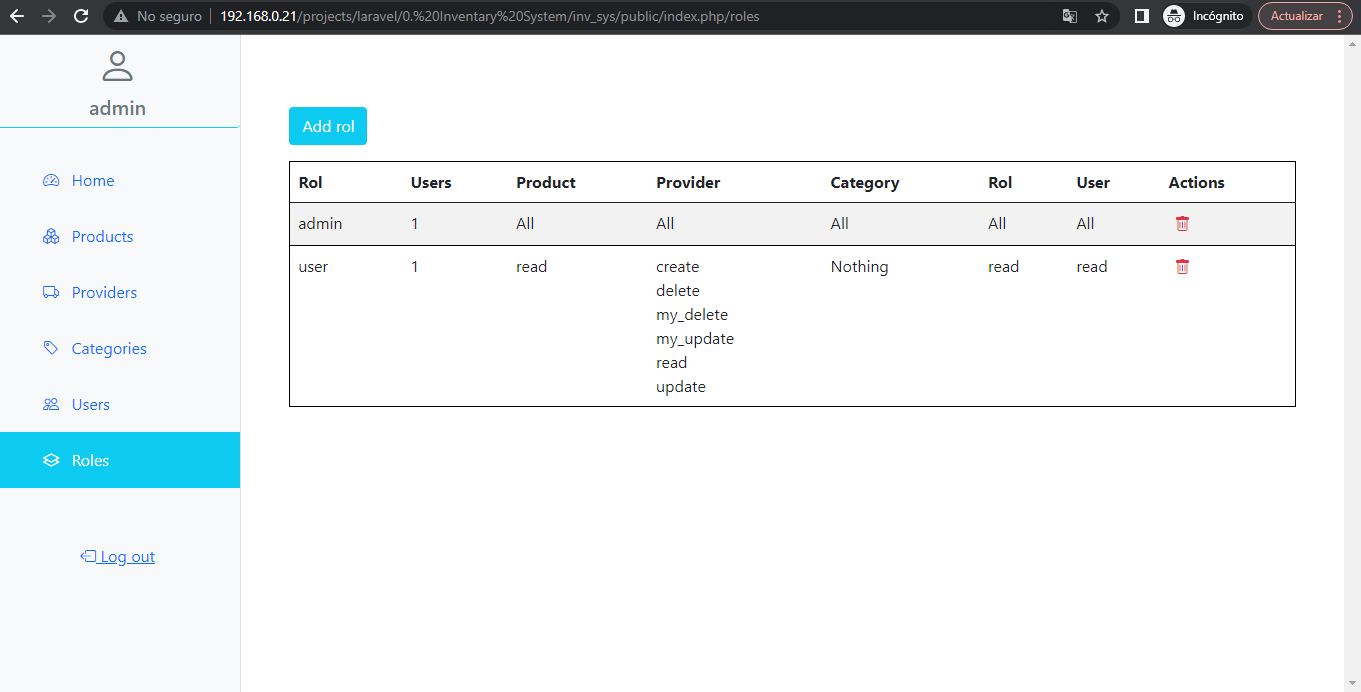 No seguro 192.168.0.21/projects/laravel/0.%20Inventary%20System/inv_sys/public/index.php/roles Incógnito Actualizar
admin
Home
Products
Providers
Categories
Users
Roles
Log out
Add rol
Rol Users Product Provider Category Rol User Actions
admin 1 All All All All All
user 1 read create Nothing read read
delete
my_delete
my_update
read
update